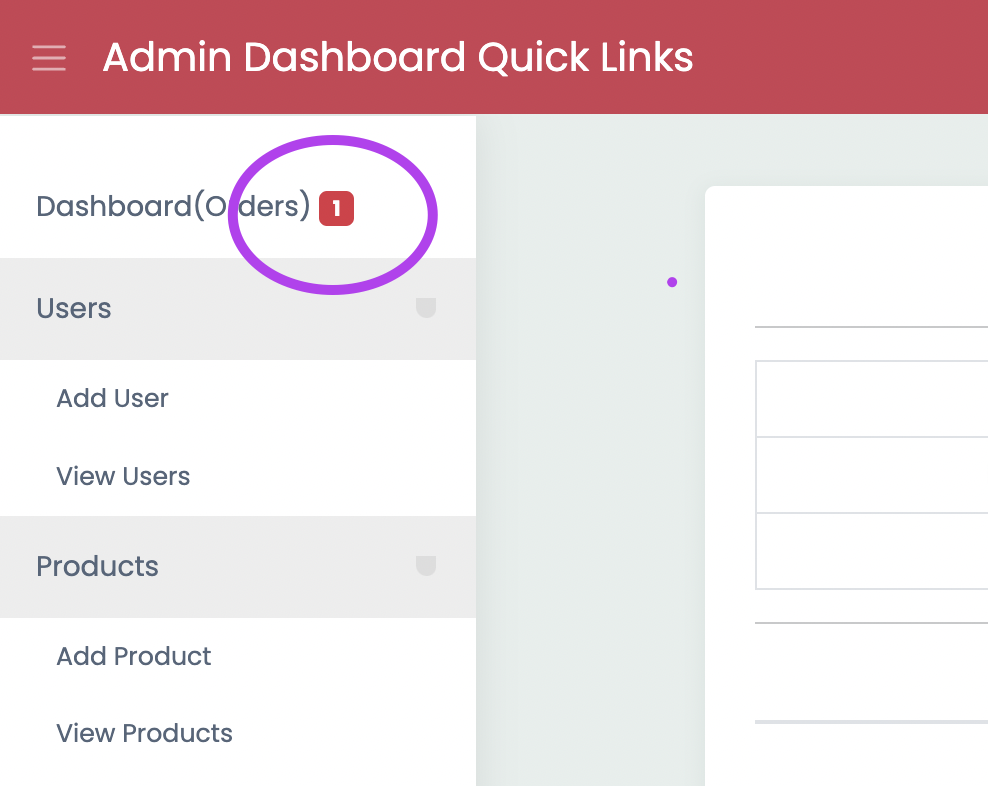 Admin Dashboard Quick Links
Dashboard(Orders) 1
Users
Add User
View Users
Products
Add Product
View Products